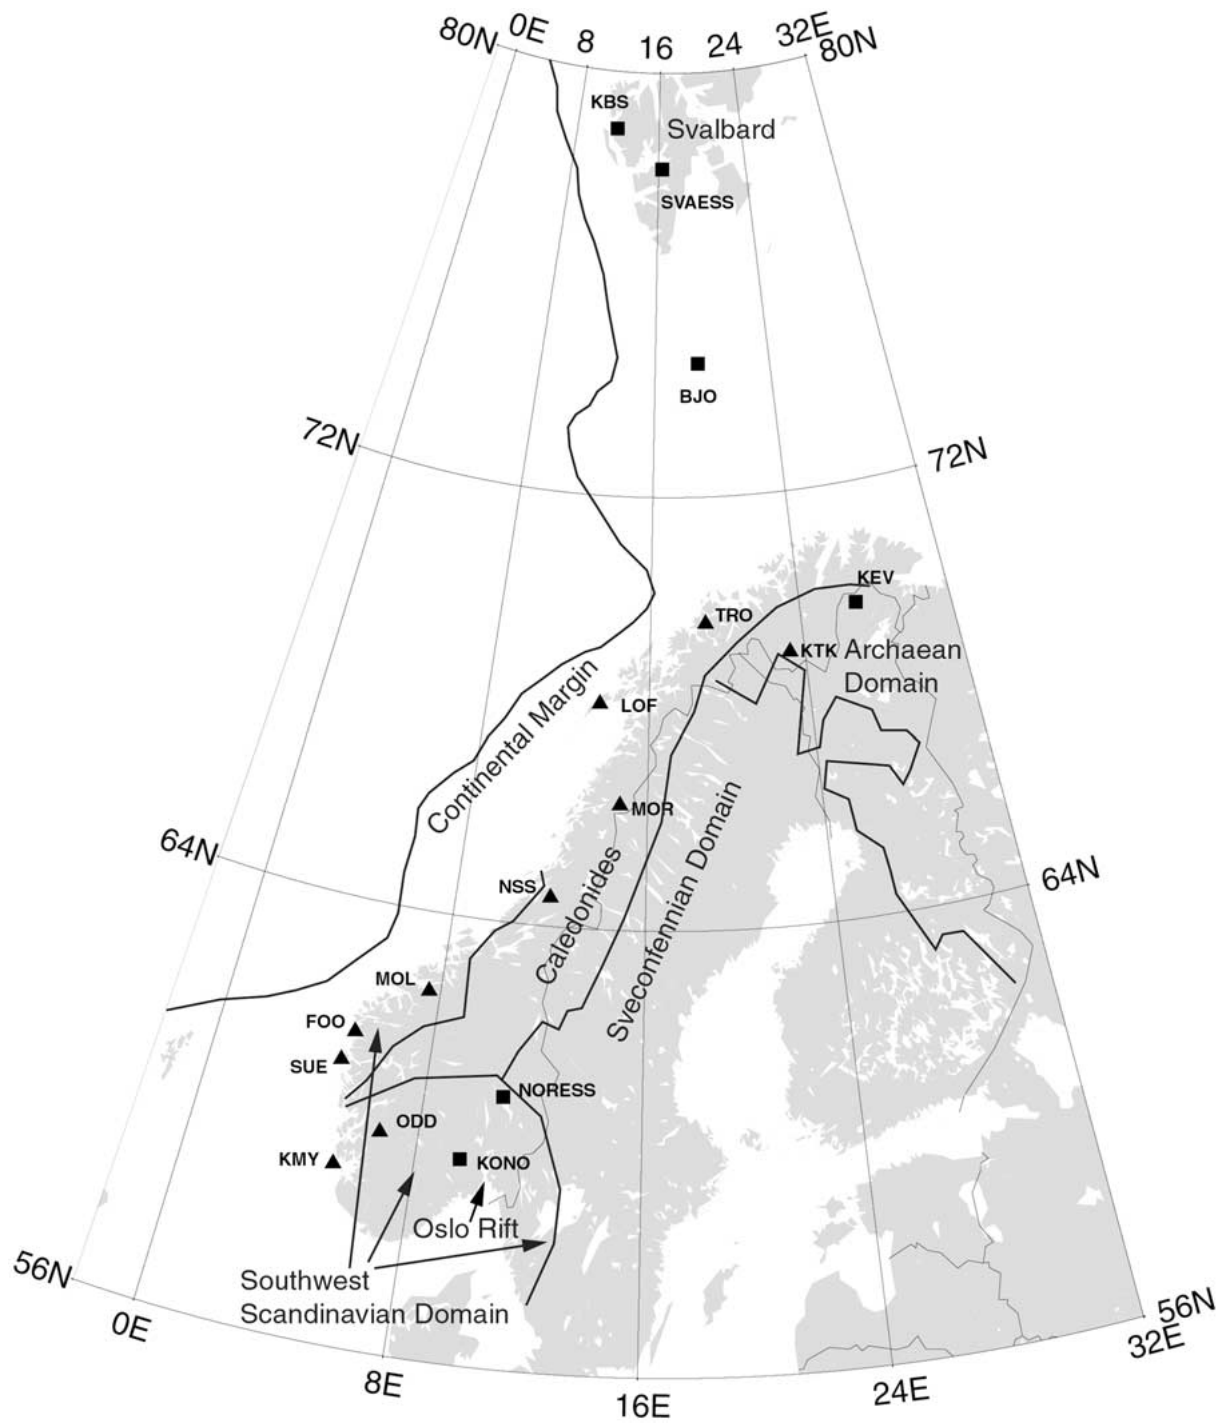 80N
0E
8
16
24
32E
80N
KBS
Svalbard
SVAESS
BJO
72N
72N
KEV
TRO
KTK
Archaean
Domain
LOF
Continental Margin
MOR
Sveconfennian Domain
64N
64N
NSS
Caledonides
MOL
FOO
SUE
NORESS
ODD
KMY
KONO
Oslo Rift
Southwest
Scandinavian Domain
56N
56N
0E
32E
8E
24E
16E